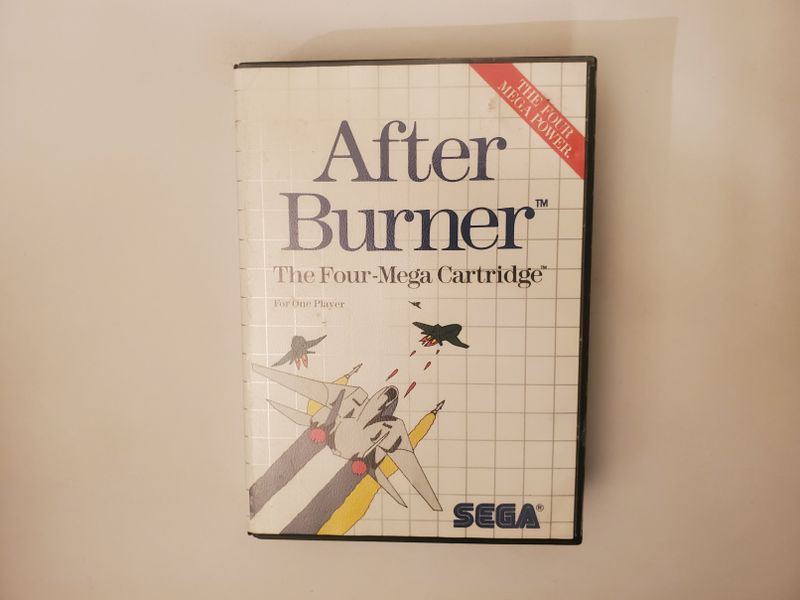 THE FOUR
MEGA POWER.
After
Burner™
The Four-Mega Cartridge™
For One Player
SEGA®